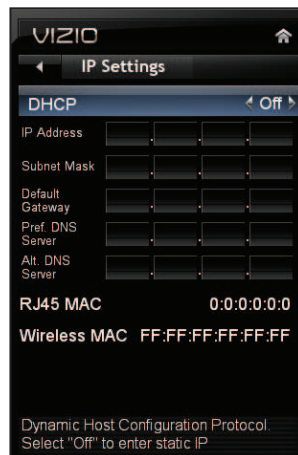 VIZIO
IP Settings
DHCP Off
IP Address . . .
Subnet Mask . . .
Default
Gateway . . .
Pref. DNS
Server . . .
Alt. DNS
Server . . .
RJ45 MAC 0:0:0:0:0:0
Wireless MAC FF:FF:FF:FF:FF:FF
Dynamic Host Configuration Protocol.
Select "Off" to enter static IP